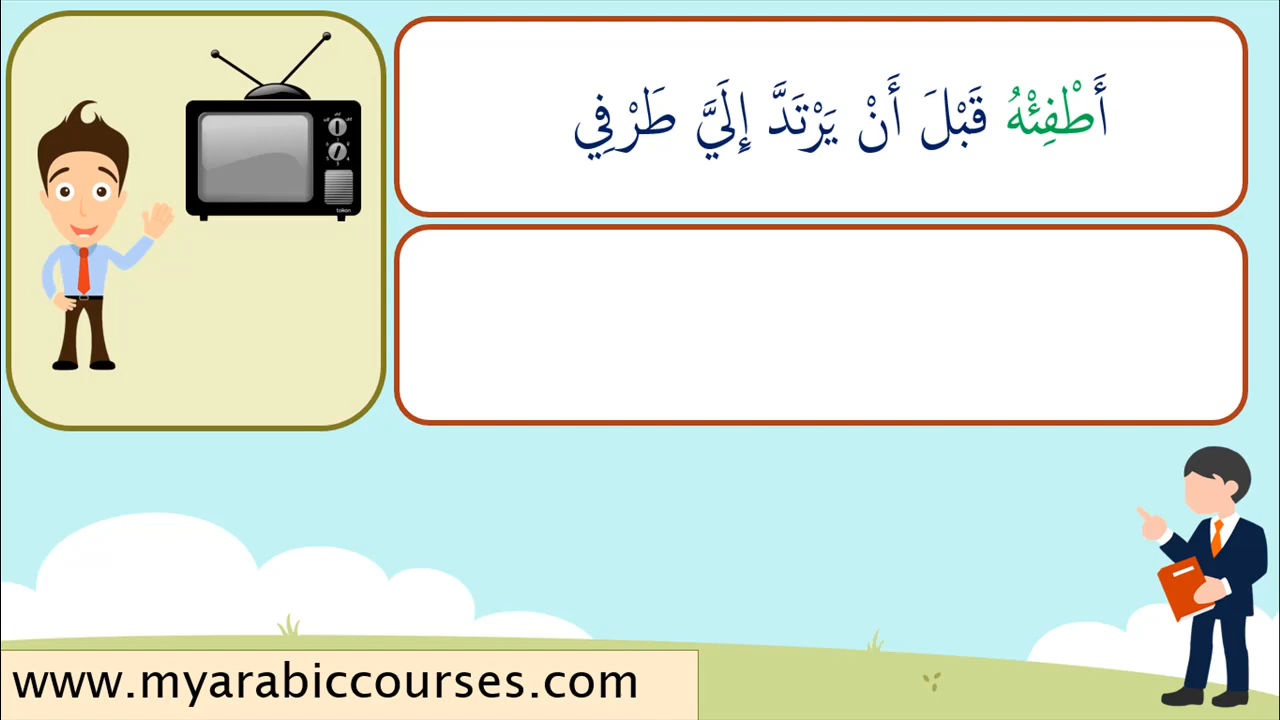 أَطْفِئْهُ قَبْلَ أَنْ يَرْتَدَّ إِلَيَّ طَرْفِي
www.myarabiccourses.com